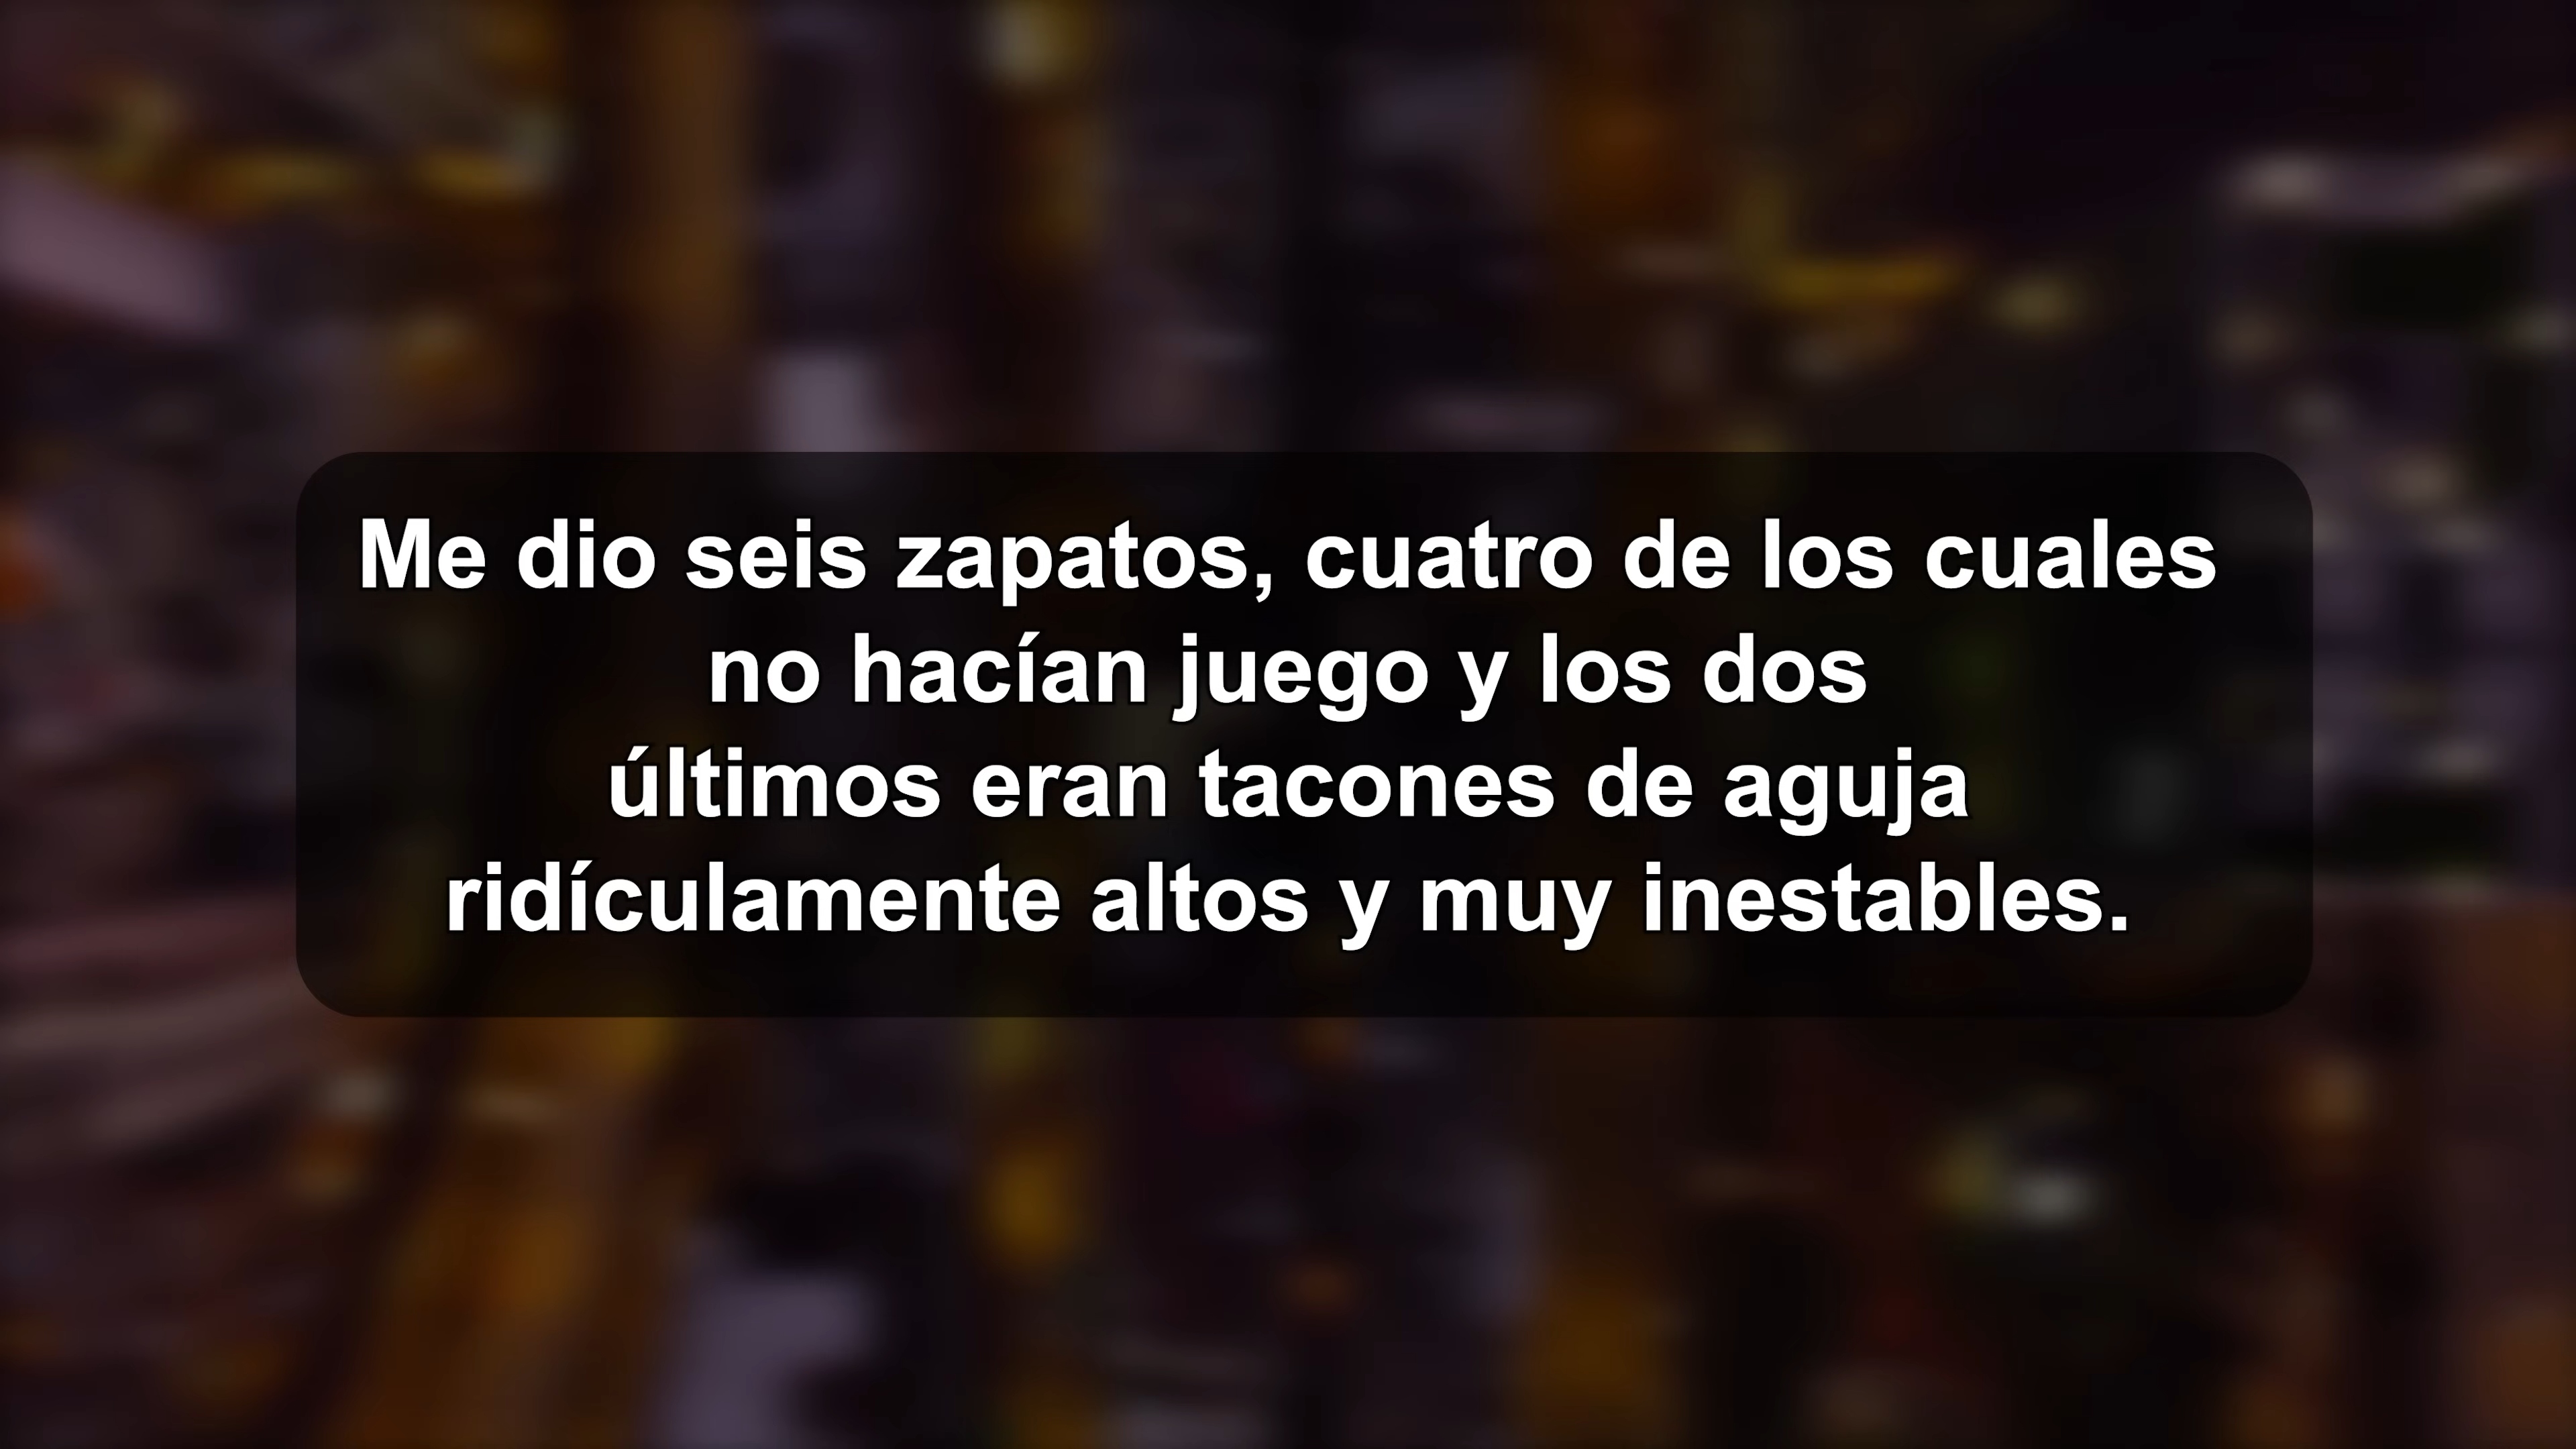 Me dio seis zapatos, cuatro de los cuales
no hacían juego y los dos
últimos eran tacones de aguja
ridículamente altos y muy inestables.